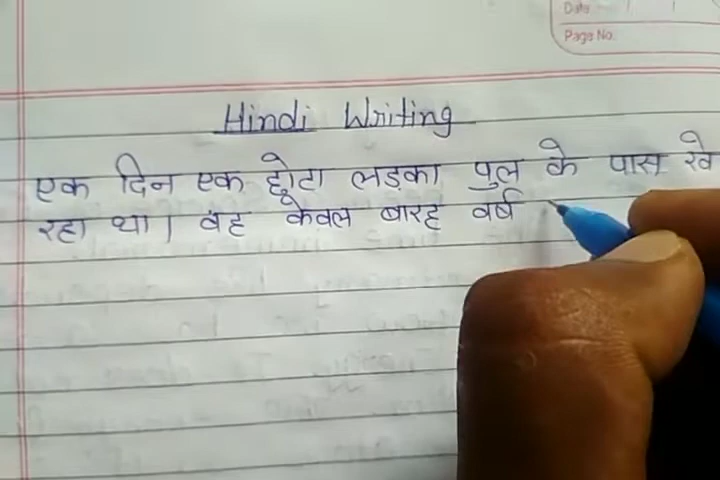 Date
Page No.
Hindi Writing
एक दिन एक छोटा लड़का पुल के पास खे
रहा था। वह केवल बारह वर्ष